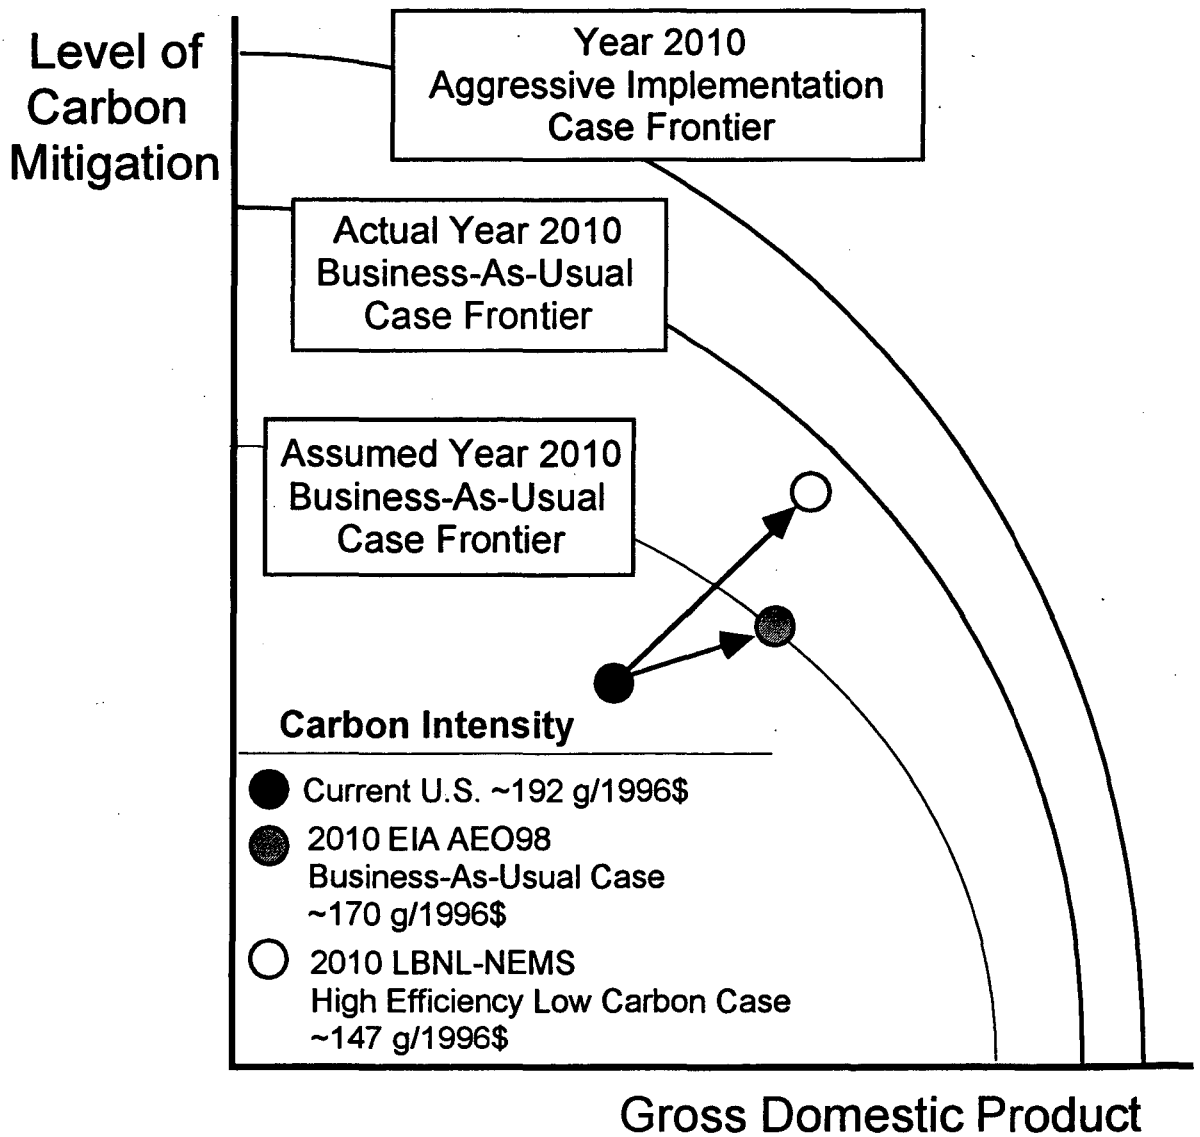 Level of
Carbon
Mitigation
Year 2010
Aggressive Implementation
Case Frontier
Actual Year 2010
Business-As-Usual
Case Frontier
Assumed Year 2010
Business-As-Usual
Case Frontier
Carbon Intensity
Current U.S. ~192 g/1996$
2010 EIA AEO98
Business-As-Usual Case
~170 g/1996$
2010 LBNL-NEMS
High Efficiency Low Carbon Case
~147 g/1996$
Gross Domestic Product